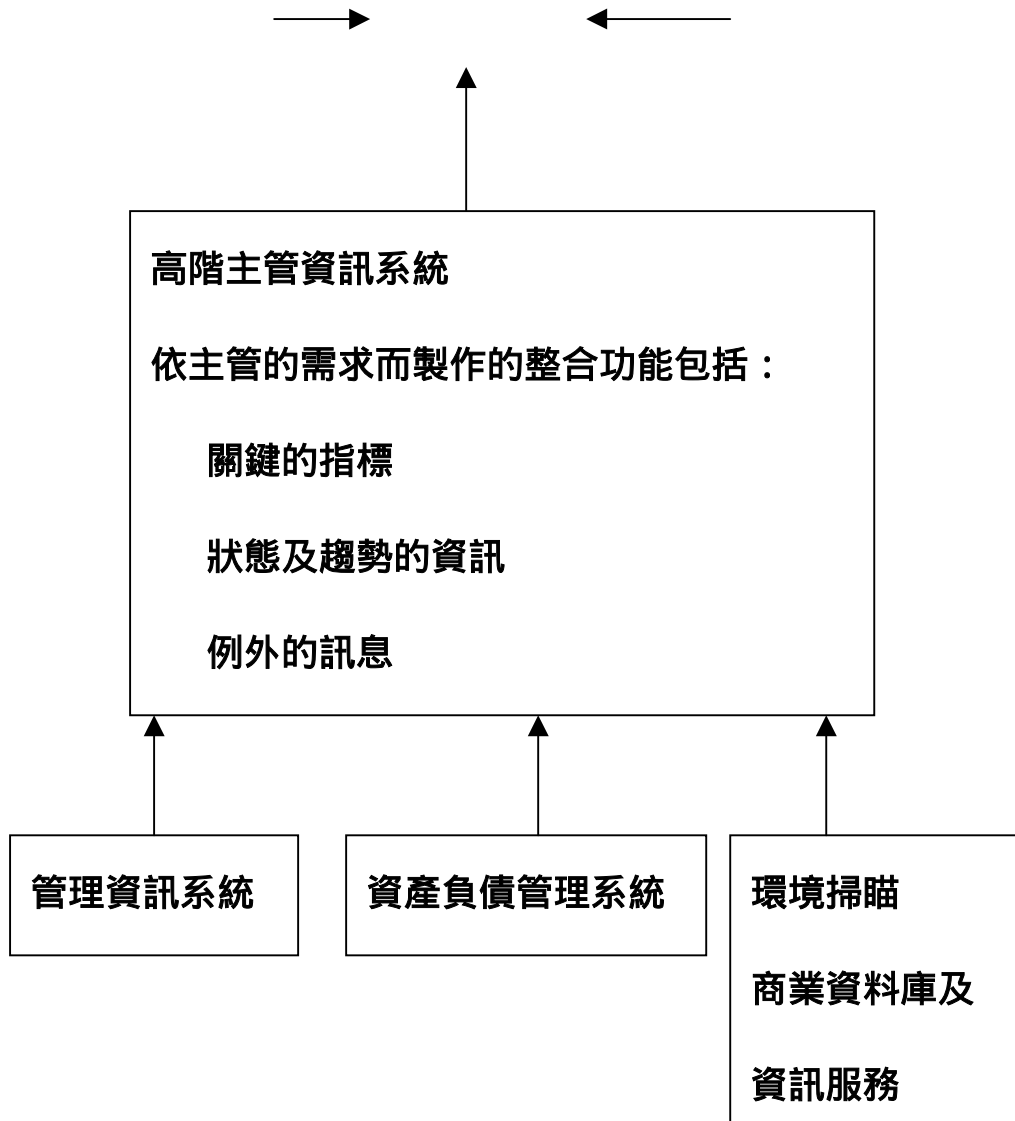 高階主管資訊系統
依主管的需求而製作的整合功能包括：
關鍵的指標
狀態及趨勢的資訊
例外的訊息
管理資訊系統
資產負債管理系統
環境掃瞄
商業資料庫及
資訊服務